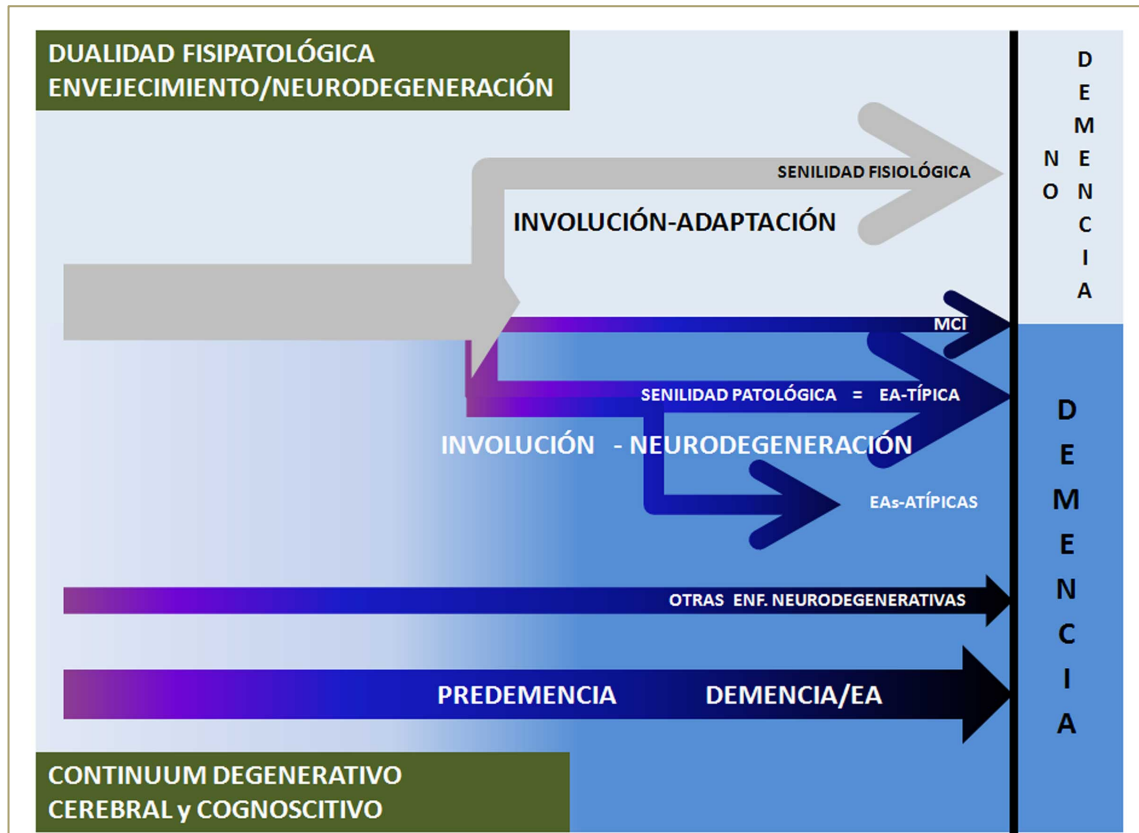 DUALIDAD FISIPATOLÓGICA
ENVEJECIMIENTO/NEURODEGENERACIÓN
SENILIDAD FISIOLÓGICA
INVOLUCIÓN-ADAPTACIÓN
NO DEMENCIA
MCI
SENILIDAD PATOLÓGICA = EA-TÍPICA
INVOLUCIÓN - NEURODEGENERACIÓN
EAs-ATÍPICAS
OTRAS ENF. NEURODEGENERATIVAS
PREDEMENCIA DEMENCIA/EA
DEMENCIA
CONTINUUM DEGENERATIVO
CEREBRAL y COGNOSCITIVO